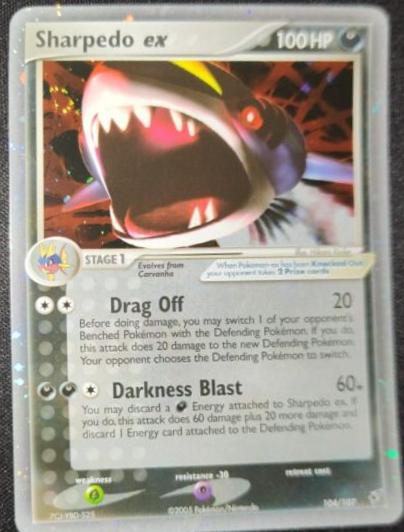 Sharpedo ex 100 HP
STAGE 1 Evolves from
Carvanha
When Pokémon-ex has been Knocked Out,
your opponent takes 2 Prize cards.
Drag Off 20
Before doing damage, you may switch 1 of your opponent's
Benched Pokémon with the Defending Pokémon. If you do,
this attack does 20 damage to the new Defending Pokémon.
Your opponent chooses the Defending Pokémon to switch.
Darkness Blast 60+
You may discard a Energy attached to Sharpedo ex. If
you do, this attack does 60 damage plus 20 more damage and
discard 1 Energy card attached to the Defending Pokémon.
weakness resistance -30 retreat cost
©2005 Pokémon/Nintendo 104/107